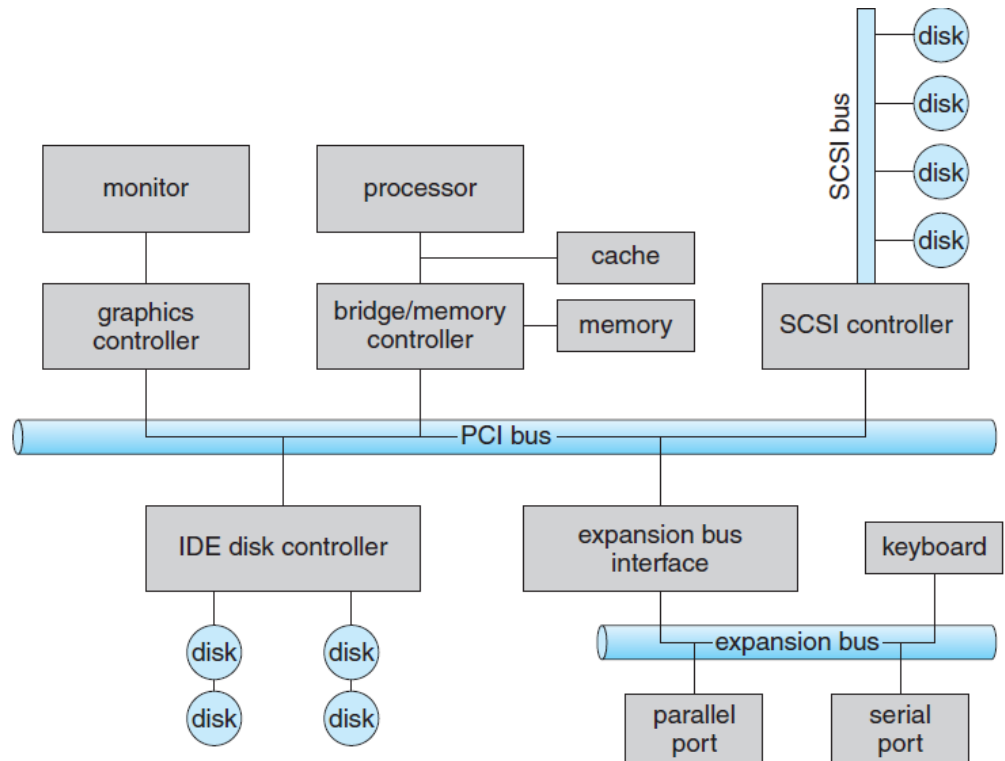 disk
disk
SCSI bus
disk
disk
monitor
processor
cache
graphics
controller
bridge/memory
controller
memory
SCSI controller
PCI bus
IDE disk controller
expansion bus
interface
keyboard
disk
disk
expansion bus
disk
disk
parallel
port
serial
port